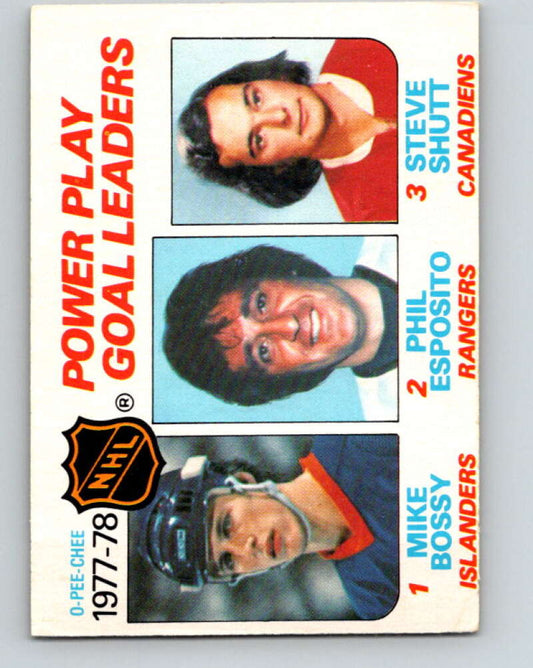 O-PEE-CHEE
1977-78
NHL
®
POWER PLAY
GOAL LEADERS
1 MIKE
BOSSY
ISLANDERS
2 PHIL
ESPOSITO
RANGERS
3 STEVE
SHUTT
CANADIENS